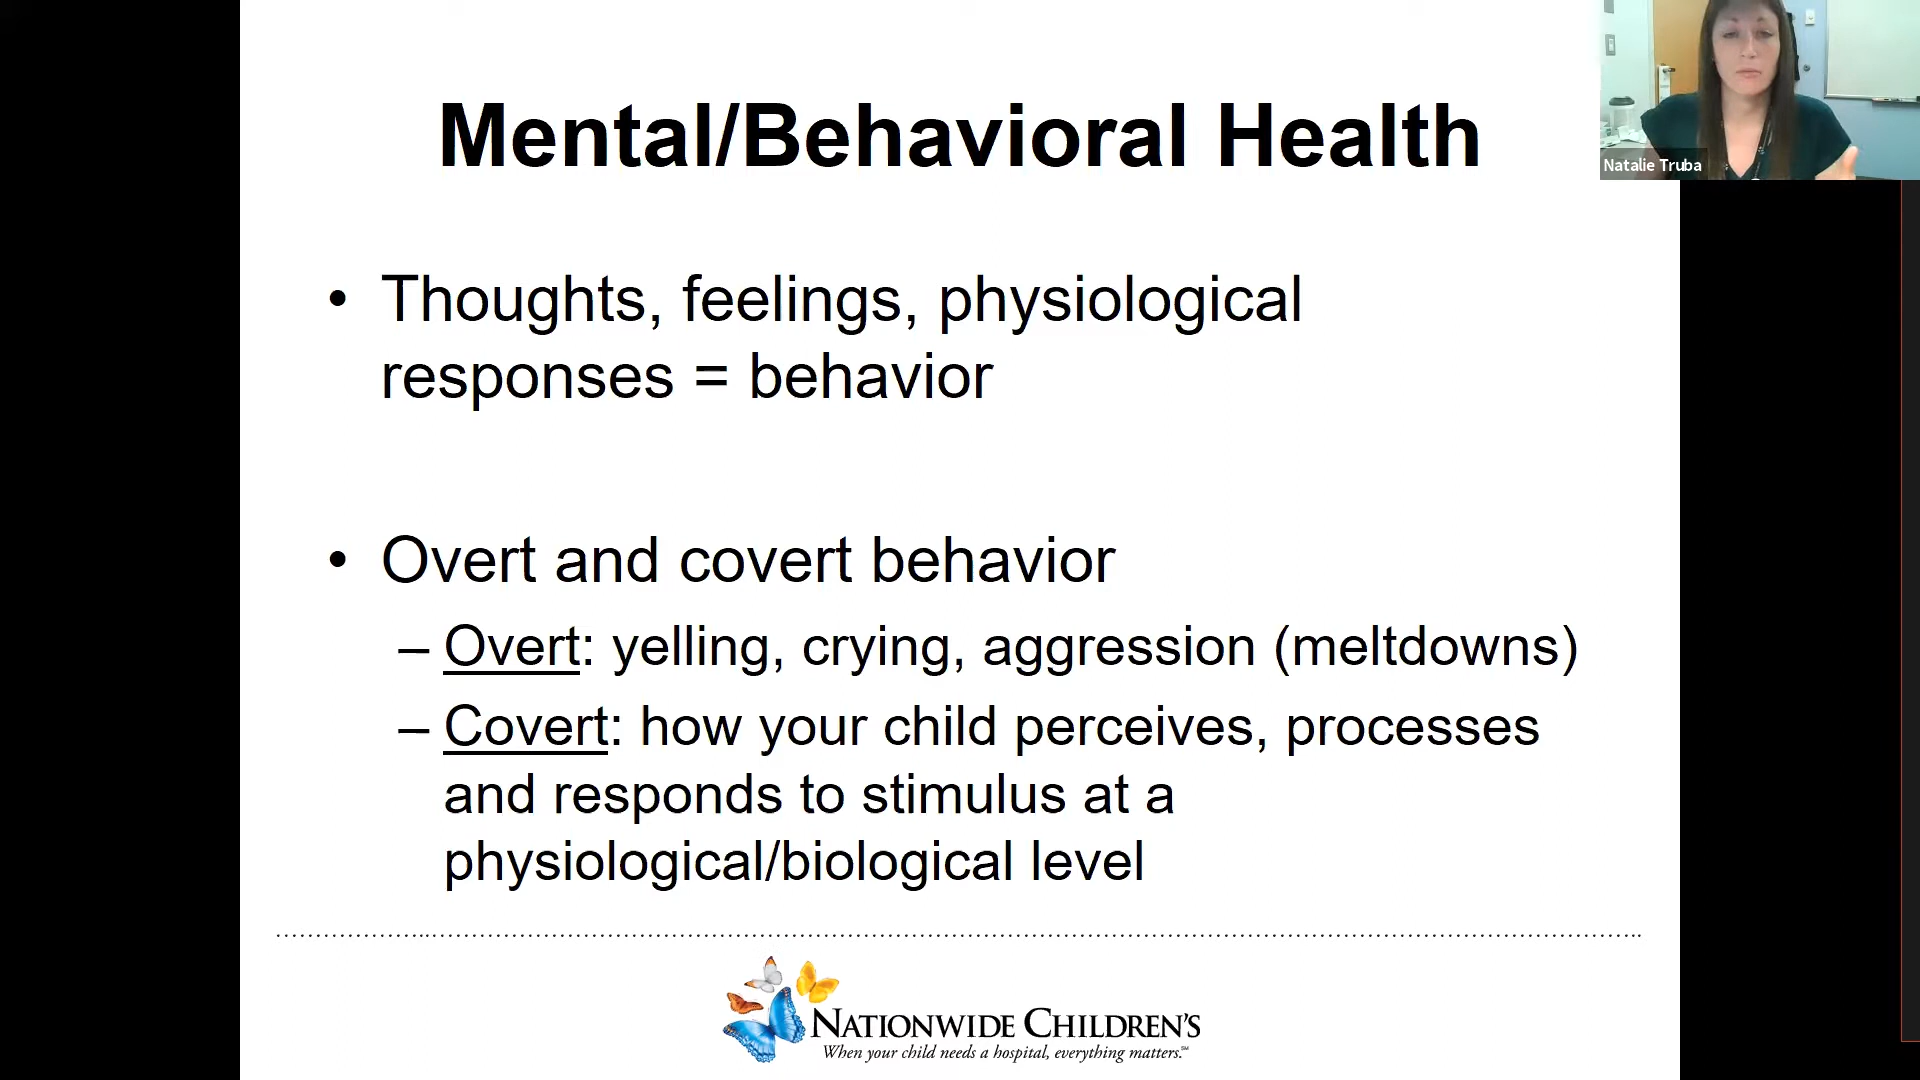 Mental/Behavioral Health
Natalie Truba
• Thoughts, feelings, physiological
responses = behavior
• Overt and covert behavior
– Overt: yelling, crying, aggression (meltdowns)
– Covert: how your child perceives, processes
and responds to stimulus at a
physiological/biological level
NATIONWIDE CHILDREN'S
When your child needs a hospital, everything matters.℠